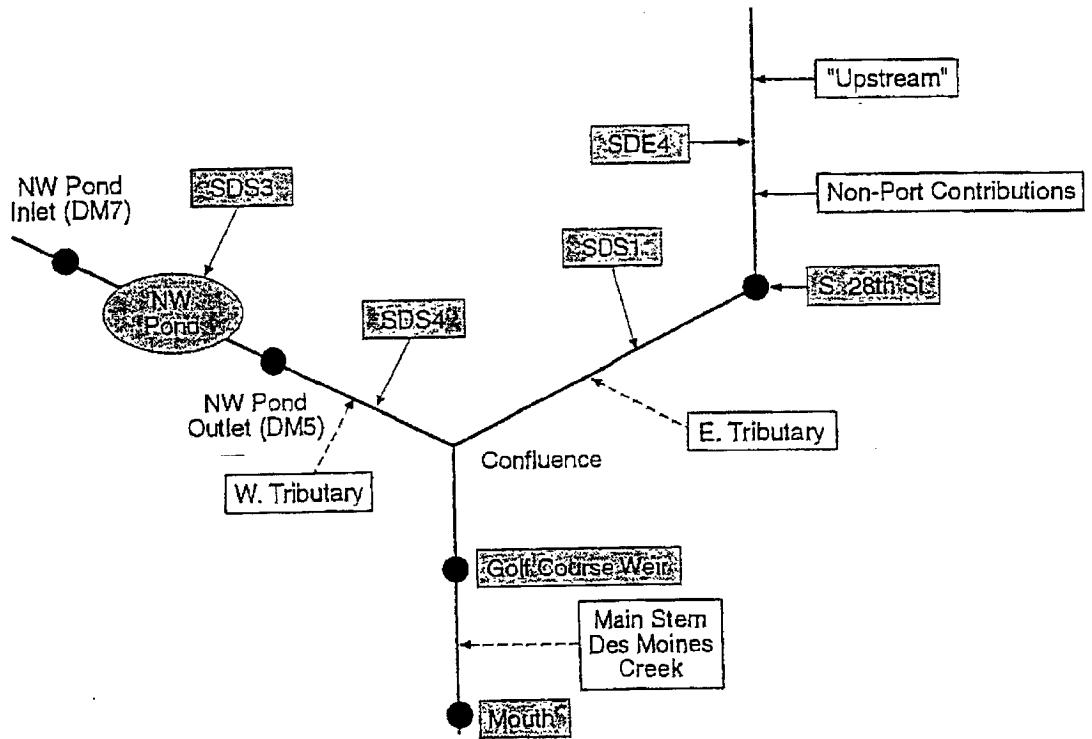 "Upstream"
SDE4
NW Pond
Inlet (DM7)
SDS3
Non-Port Contributions
SDS1
S. 28th St.
NW
Pond
SDS4
NW Pond
Outlet (DM5)
E. Tributary
Confluence
W. Tributary
Golf Course Weir
Main Stem
Des Moines
Creek
Mouth